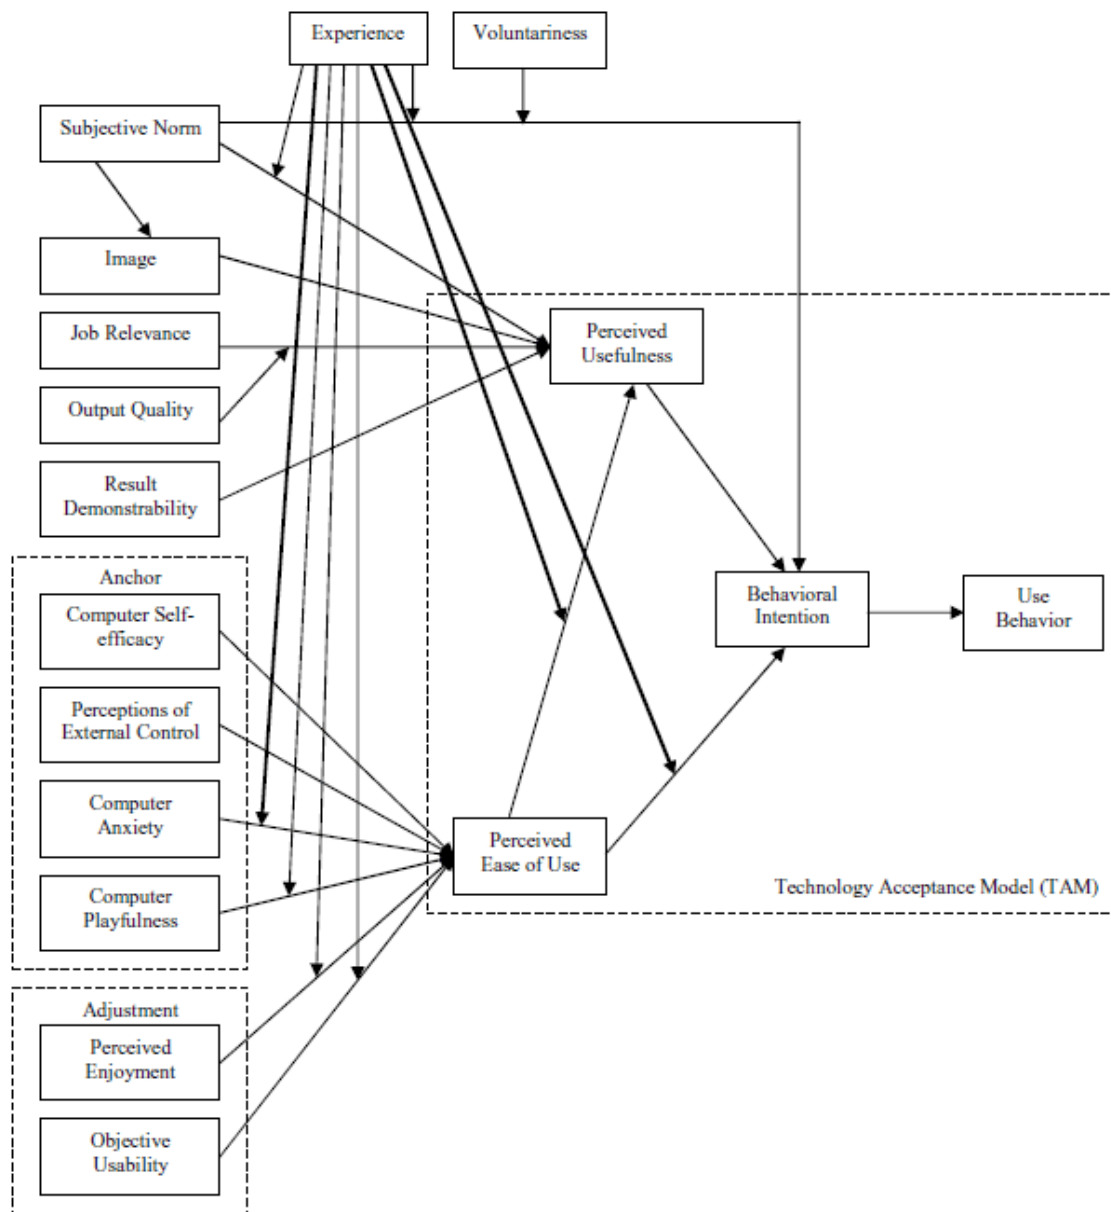 Experience
Voluntariness
Subjective Norm
Image
Job Relevance
Output Quality
Result
Demonstrability
Perceived
Usefulness
Anchor
Computer Self-
efficacy
Perceptions of
External Control
Computer
Anxiety
Computer
Playfulness
Behavioral
Intention
Use
Behavior
Perceived
Ease of Use
Technology Acceptance Model (TAM)
Adjustment
Perceived
Enjoyment
Objective
Usability